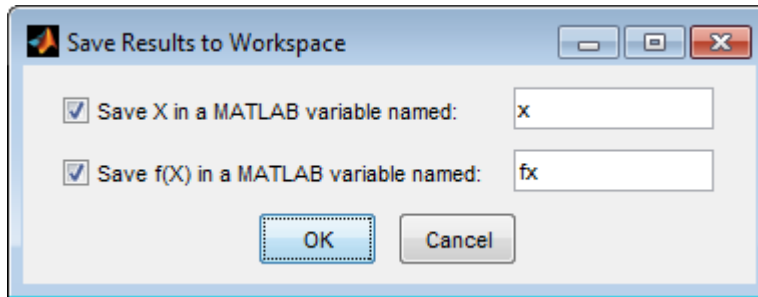 Save Results to Workspace
Save X in a MATLAB variable named: x
Save f(X) in a MATLAB variable named: fx
OK Cancel